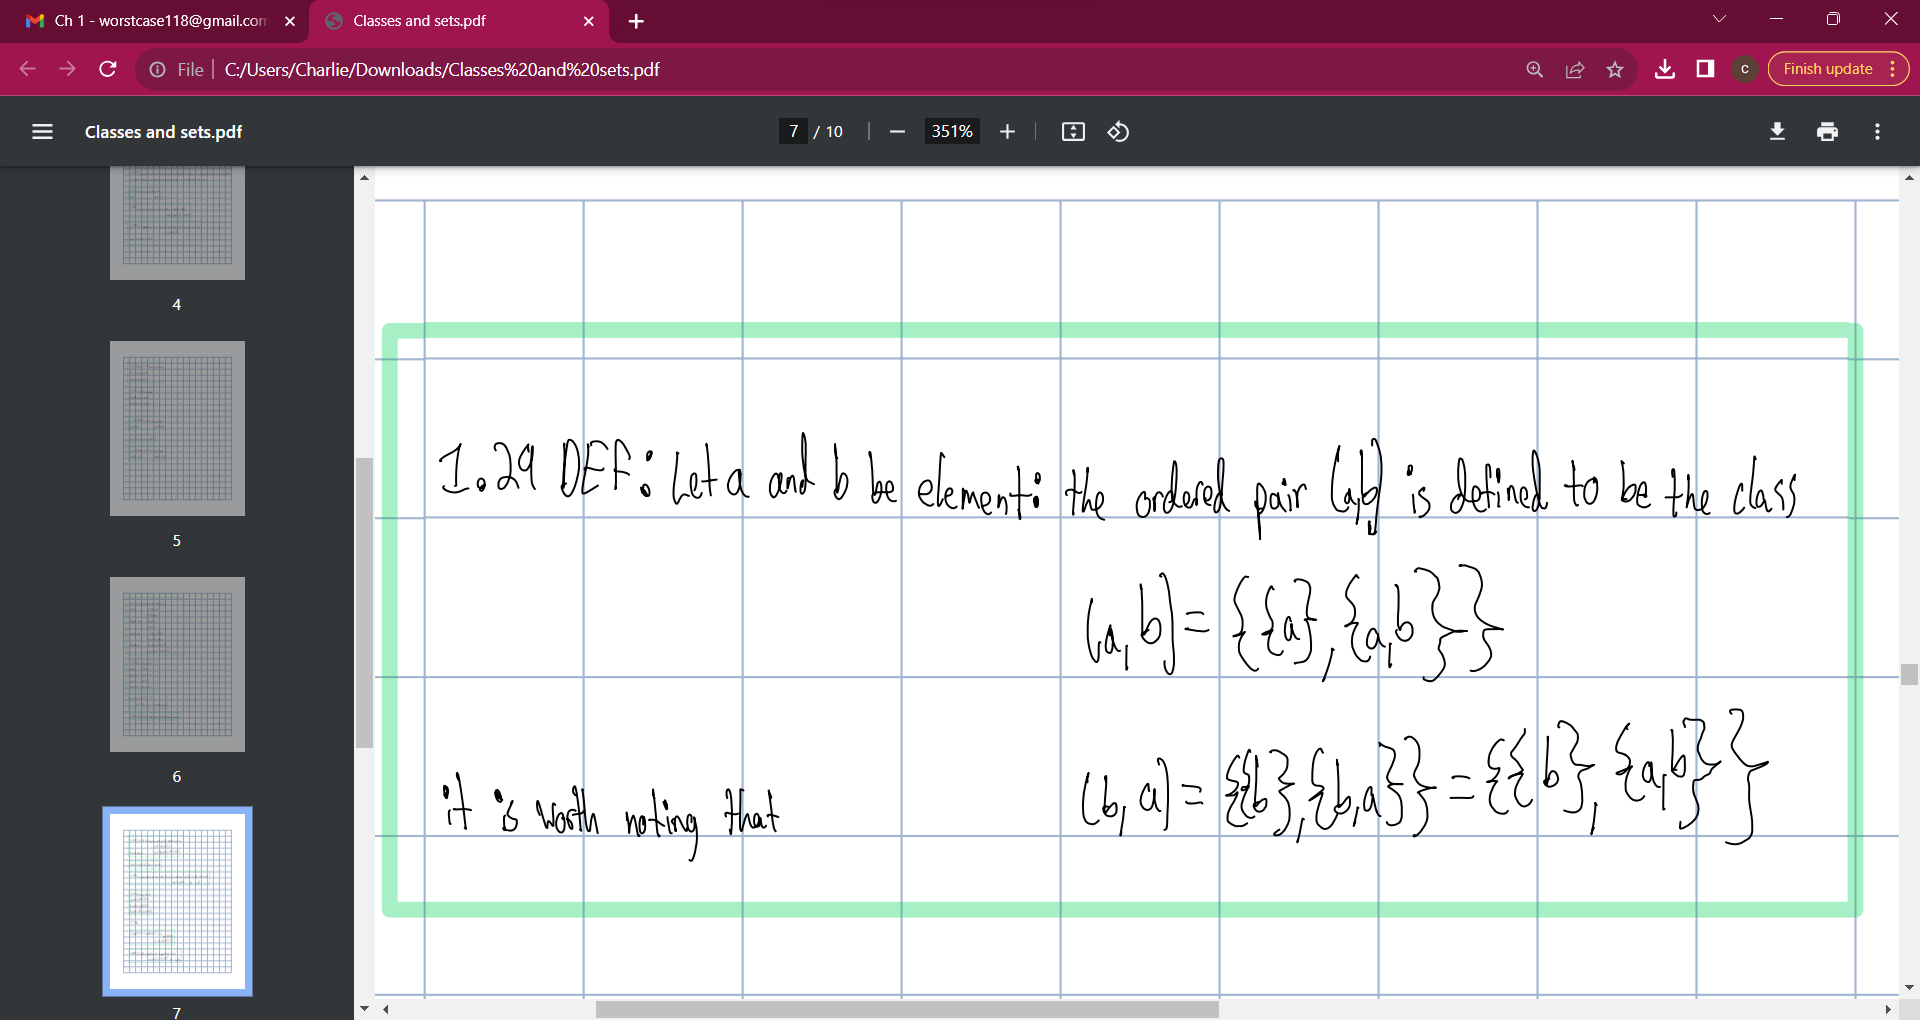 Ch 1 - worstcase118@gmail.com
Classes and sets.pdf
File
C:/Users/Charlie/Downloads/Classes%20and%20sets.pdf
C
Finish update
Classes and sets.pdf
7 / 10
351%
4
5
6
7
1.29 DEF: Let a and b be element: the ordered pair (a,b) is defined to be the class
(a, b) = {{a}, {a,b}}
it is worth noting that (b, a) = {{b}, {b,a}} = {{b}, {a,b}}